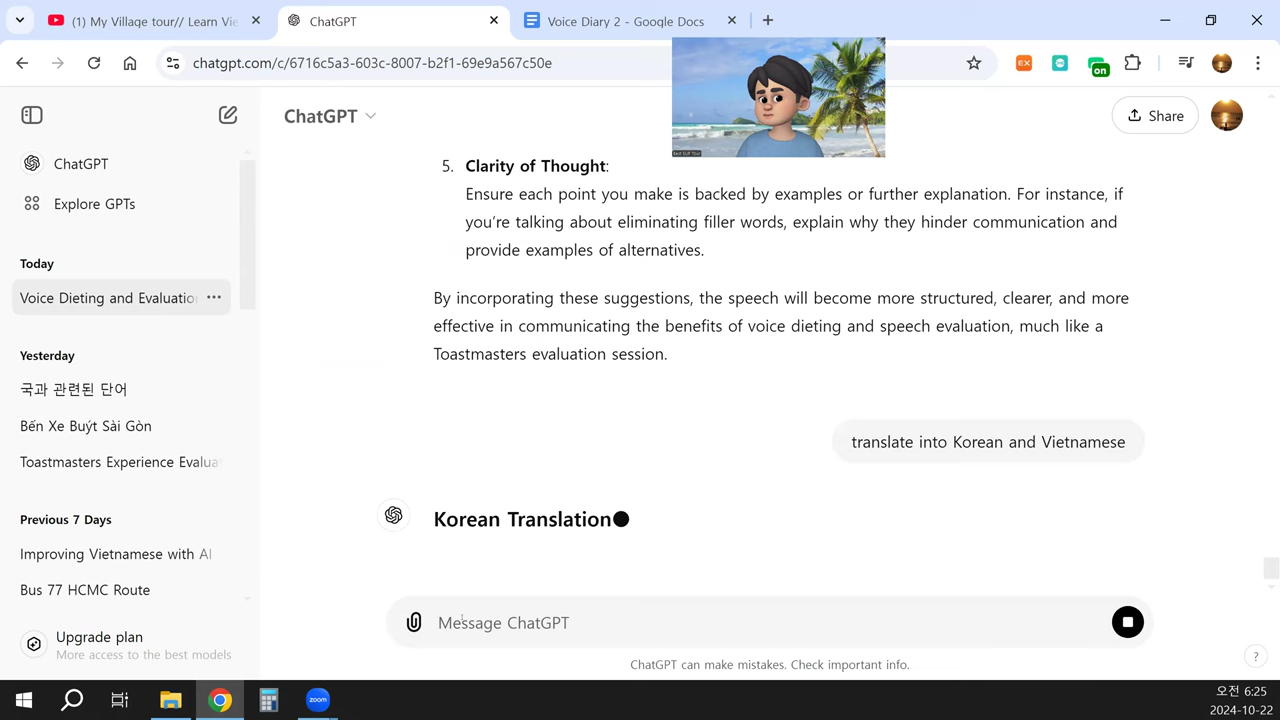 (1) My Village tour// Learn Vie
ChatGPT
Voice Diary 2 - Google Docs
chatgpt.com/c/6716c5a3-603c-8007-b2f1-69e9a567c50e
EX
on
ChatGPT
Share
ChatGPT
Explore GPTs
Today
Voice Dieting and Evaluation
Yesterday
국과 관련된 단어
Bến Xe Buýt Sài Gòn
Toastmasters Experience Evalua
Previous 7 Days
Improving Vietnamese with AI
Bus 77 HCMC Route
Upgrade plan
More access to the best models
5. Clarity of Thought:
Ensure each point you make is backed by examples or further explanation. For instance, if
you're talking about eliminating filler words, explain why they hinder communication and
provide examples of alternatives.
By incorporating these suggestions, the speech will become more structured, clearer, and more
effective in communicating the benefits of voice dieting and speech evaluation, much like a
Toastmasters evaluation session.
translate into Korean and Vietnamese
Korean Translation
Message ChatGPT
ChatGPT can make mistakes. Check important info.
?
zoom
오전 6:25
2024-10-22